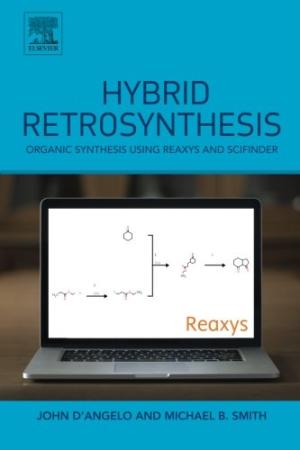 ELSEVIER
HYBRID
RETROSYNTHESIS
ORGANIC SYNTHESIS USING REAXYS AND SCIFINDER
Reaxys
JOHN D'ANGELO AND MICHAEL B. SMITH